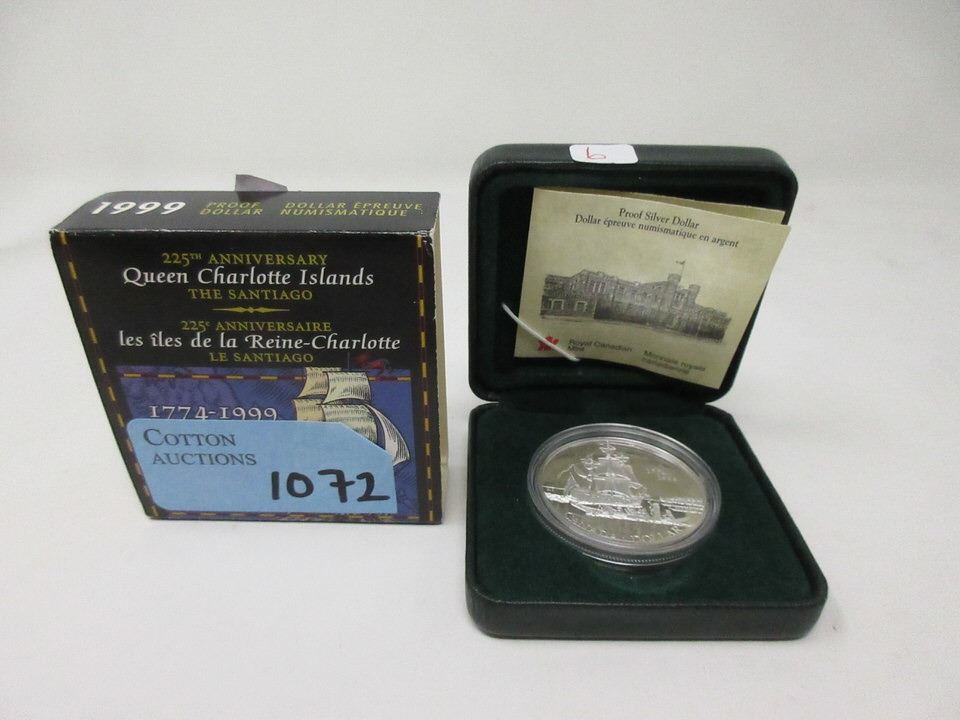 1999 PROOF DOLLAR ÉPREUVE
DOLLAR NUMISMATIQUE
225TH ANNIVERSARY
Queen Charlotte Islands
THE SANTIAGO
225e ANNIVERSAIRE
les îles de la Reine-Charlotte
LE SANTIAGO
1774-1999
COTTON
AUCTIONS
1072
6
Proof Silver Dollar
Dollar épreuve numismatique en argent
Royal Canadian Monnaie royale
Mint canadienne
CANADA DOLLAR